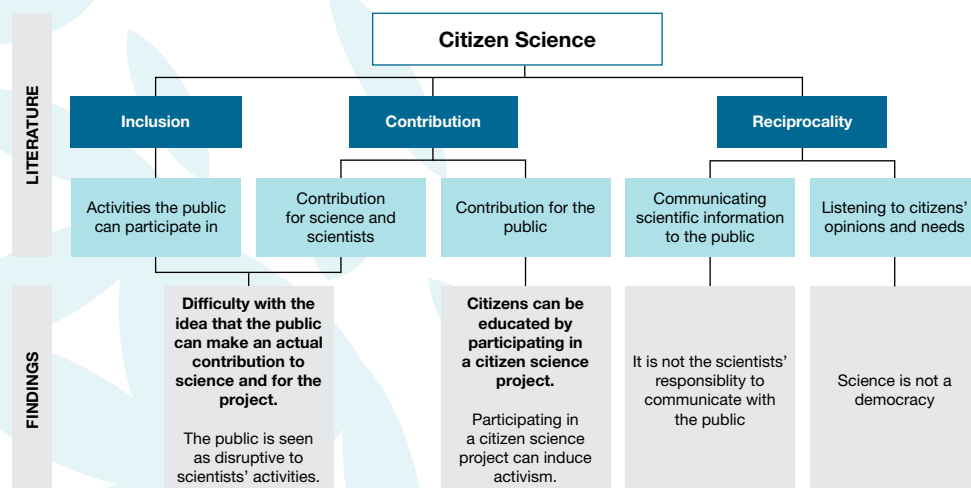 Citizen Science
LITERATURE
Inclusion
Contribution
Reciprocality
Activities the public
can participate in
Contribution
for science and
scientists
Contribution for the
public
Communicating
scientific information
to the public
Listening to citizens'
opinions and needs
FINDINGS
Difficulty with the
idea that the public
can make an actual
contribution to
science and for the
project.
The public is seen
as disruptive to
scientists' activities.
Citizens can be
educated by
participating in
a citizen science
project.
Participating in
a citizen science
project can induce
activism.
It is not the scientists'
responsiblity to
communicate with
the public
Science is not a
democracy